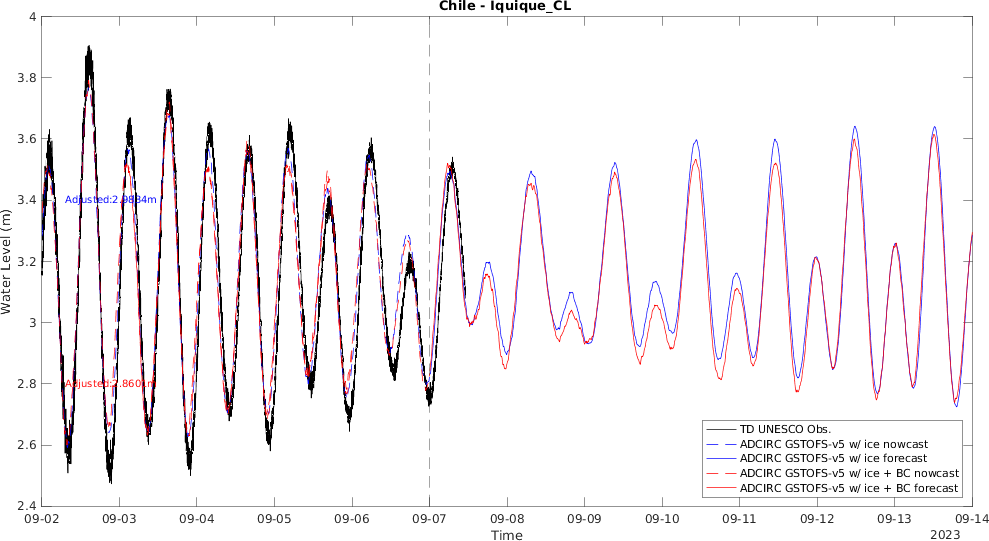 Chile - Iquique_CL
4
3.8
3.6
3.4
3.2
3
2.8
2.6
2.4
Water Level (m)
Adjusted:2.9884m
Adjusted:2.8601m
TD UNESCO Obs.
ADCIRC GSTOFS-v5 w/ ice nowcast
ADCIRC GSTOFS-v5 w/ ice forecast
ADCIRC GSTOFS-v5 w/ ice + BC nowcast
ADCIRC GSTOFS-v5 w/ ice + BC forecast
09-02 09-03 09-04 09-05 09-06 09-07 09-08 09-09 09-10 09-11 09-12 09-13 09-14
Time
2023